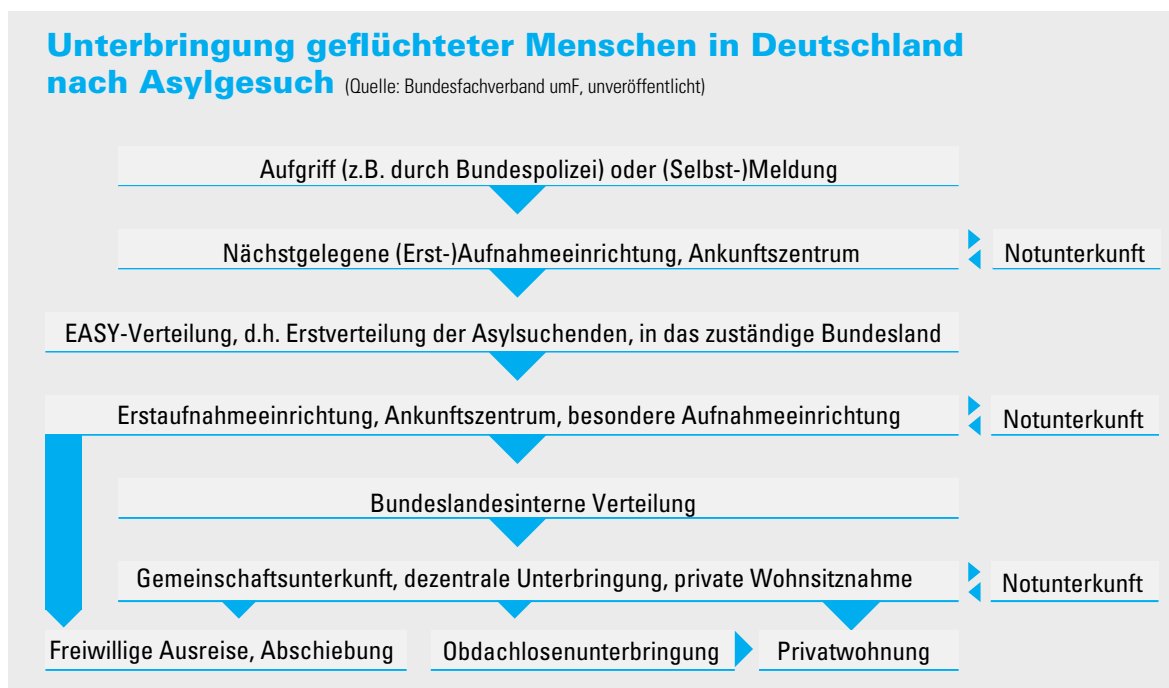 Unterbringung geflüchteter Menschen in Deutschland
nach Asylgesuch (Quelle: Bundesfachverband umF, unveröffentlicht)
Aufgriff (z.B. durch Bundespolizei) oder (Selbst-)Meldung
Nächstgelegene (Erst-)Aufnahmeeinrichtung, Ankunftszentrum
Notunterkunft
EASY-Verteilung, d.h. Erstverteilung der Asylsuchenden, in das zuständige Bundesland
Erstaufnahmeeinrichtung, Ankunftszentrum, besondere Aufnahmeeinrichtung
Notunterkunft
Bundeslandesinterne Verteilung
Gemeinschaftsunterkunft, dezentrale Unterbringung, private Wohnsitznahme
Notunterkunft
Freiwillige Ausreise, Abschiebung
Obdachlosenunterbringung
Privatwohnung